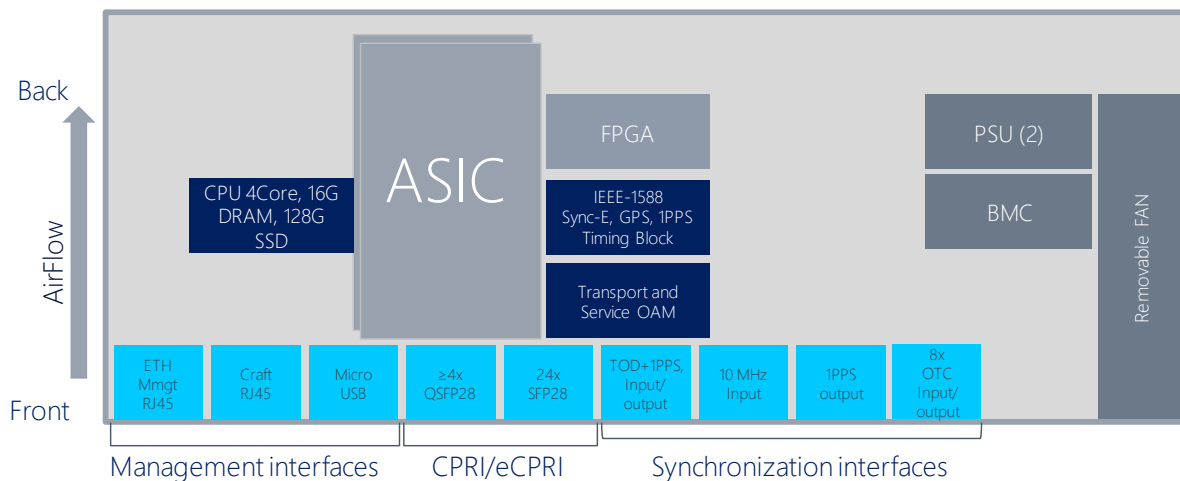 Back
AirFlow
Front
ASIC
FPGA
CPU 4Core, 16G
DRAM, 128G
SSD
IEEE-1588
Sync-E, GPS, 1PPS
Timing Block
Transport and
Service OAM
PSU (2)
BMC
Removable FAN
ETH
Mmgt
RJ45
Craft
RJ45
Micro
USB
≥4x
QSFP28
24x
SFP28
TOD+1PPS,
Input/
output
10 MHz
Input
1PPS
output
8x
OTC
Input/
output
Management interfaces
CPRI/eCPRI
Synchronization interfaces